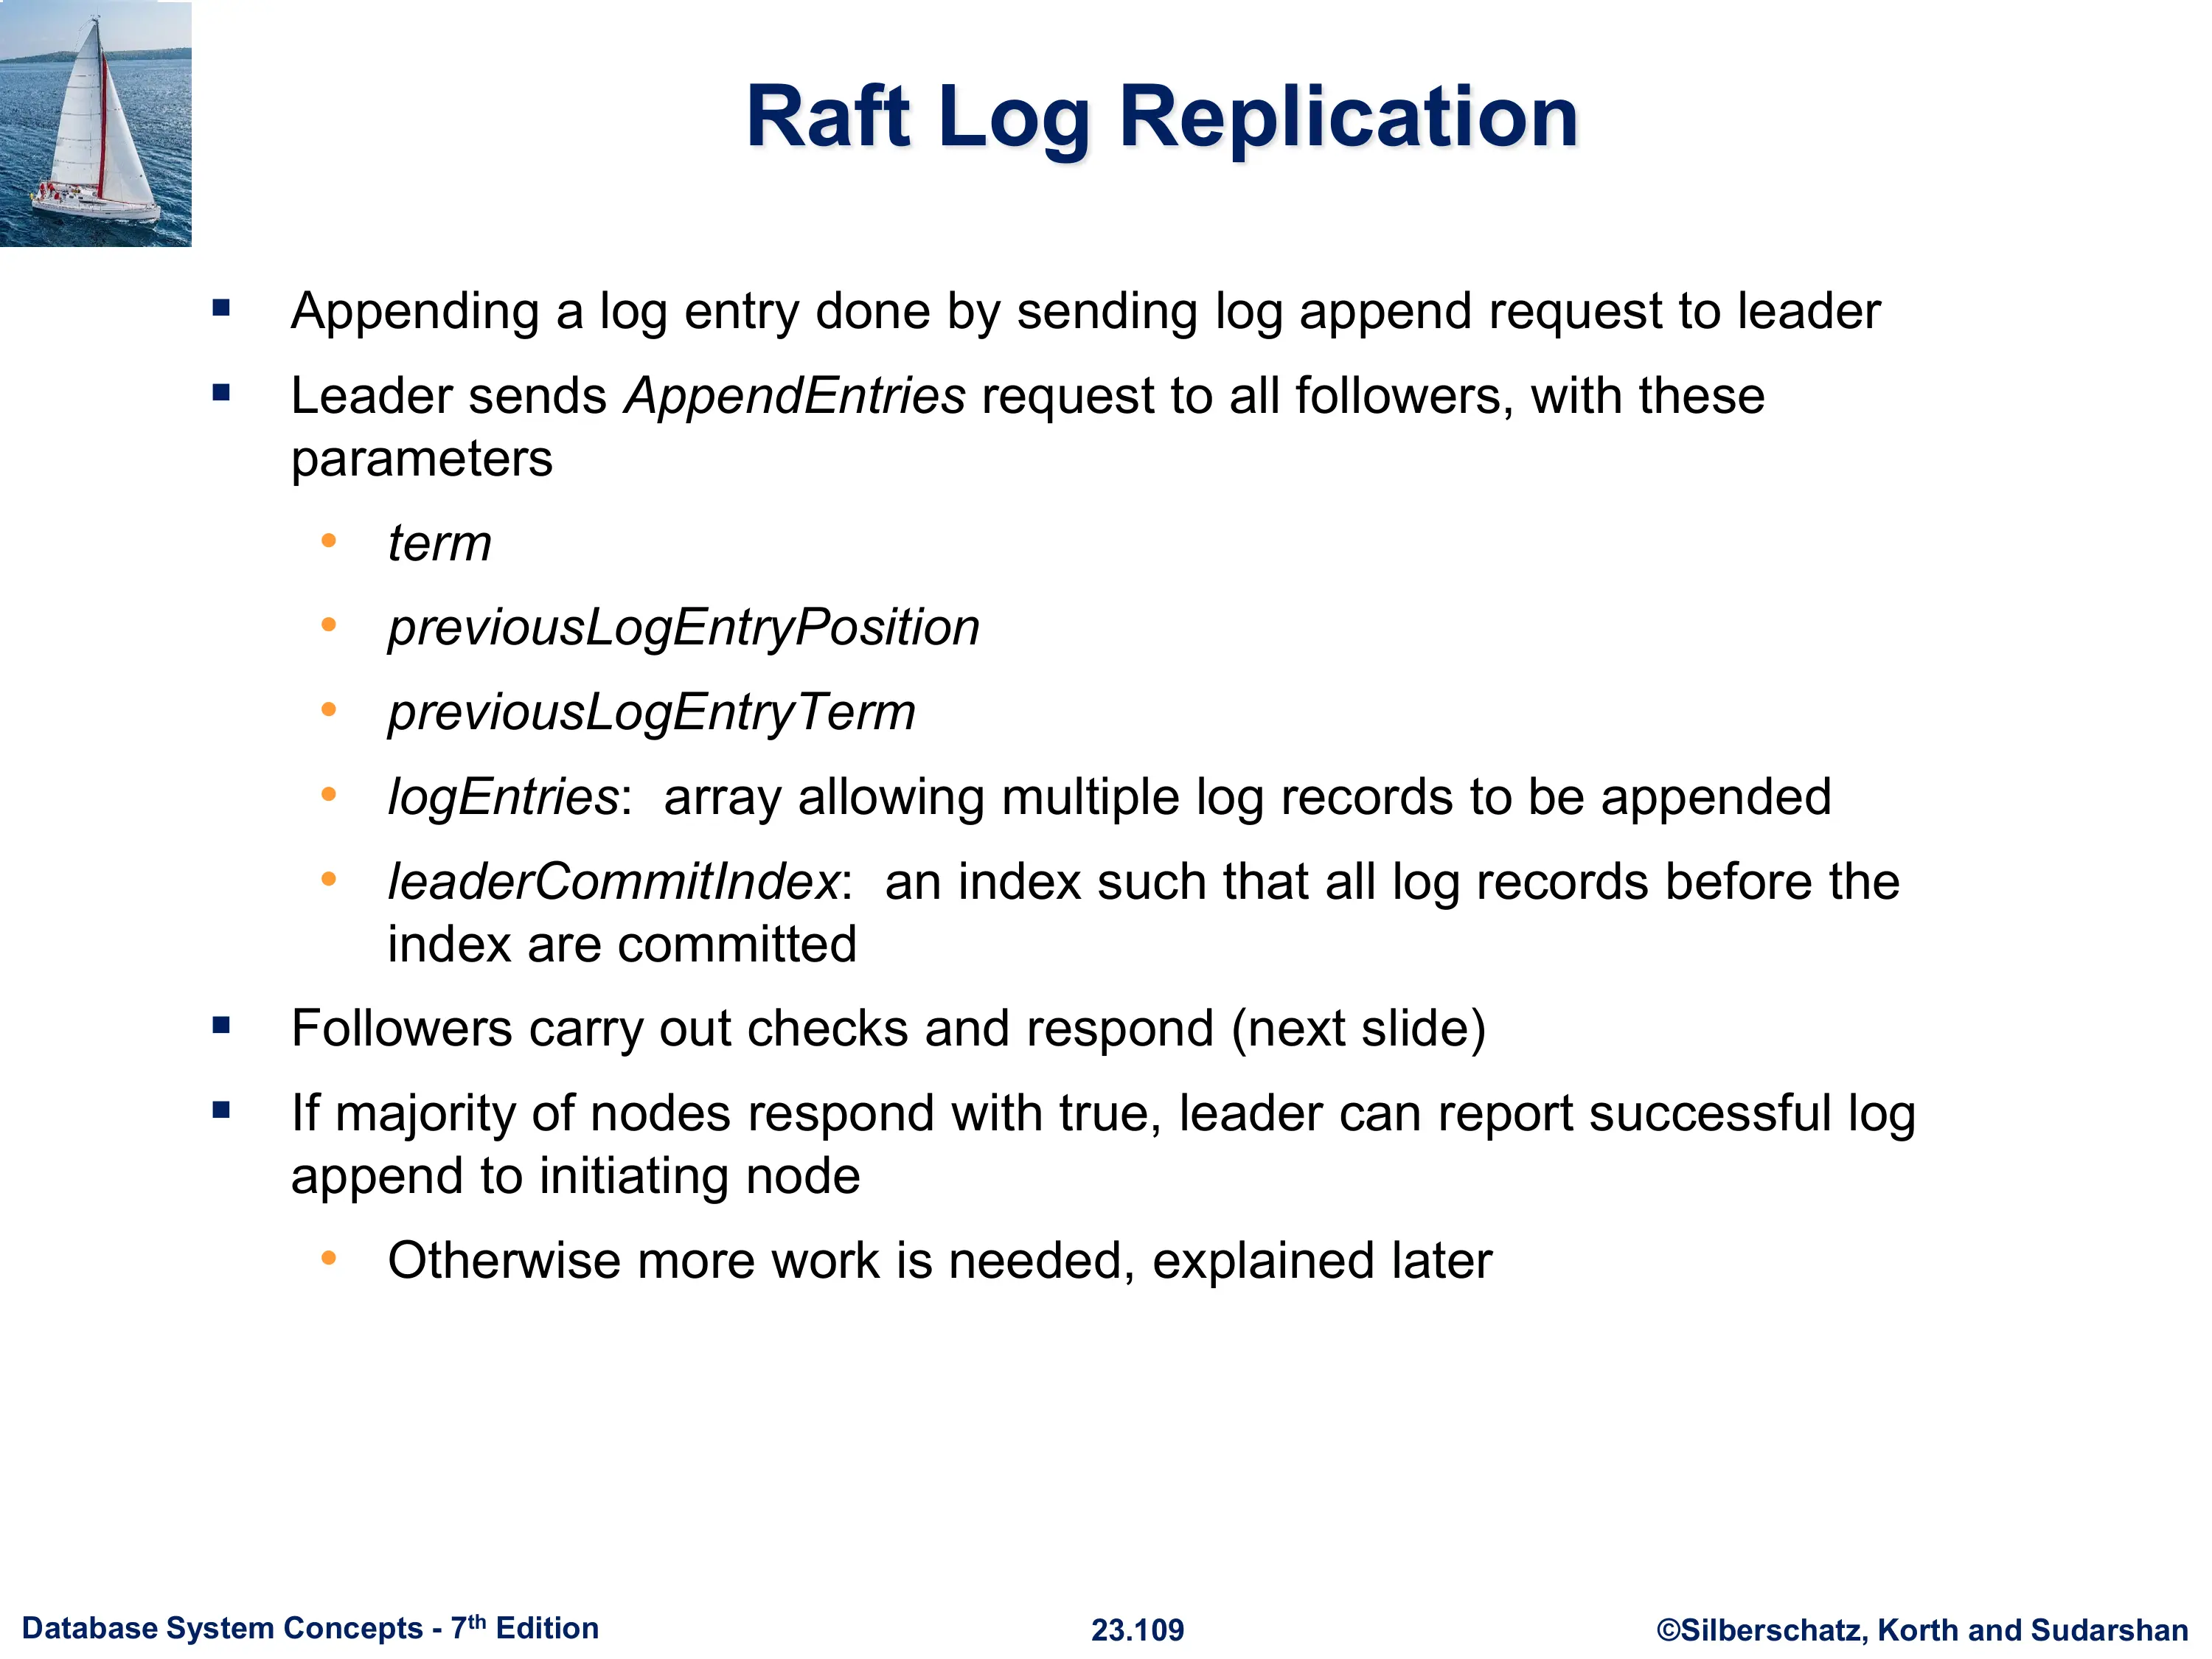 Raft Log Replication
▪ Appending a log entry done by sending log append request to leader
▪ Leader sends AppendEntries request to all followers, with these
parameters
• term
• previousLogEntryPosition
• previousLogEntryTerm
• logEntries:  array allowing multiple log records to be appended
• leaderCommitIndex:  an index such that all log records before the
index are committed
▪ Followers carry out checks and respond (next slide)
▪ If majority of nodes respond with true, leader can report successful log
append to initiating node
• Otherwise more work is needed, explained later
Database System Concepts - 7th Edition
23.109
©Silberschatz, Korth and Sudarshan